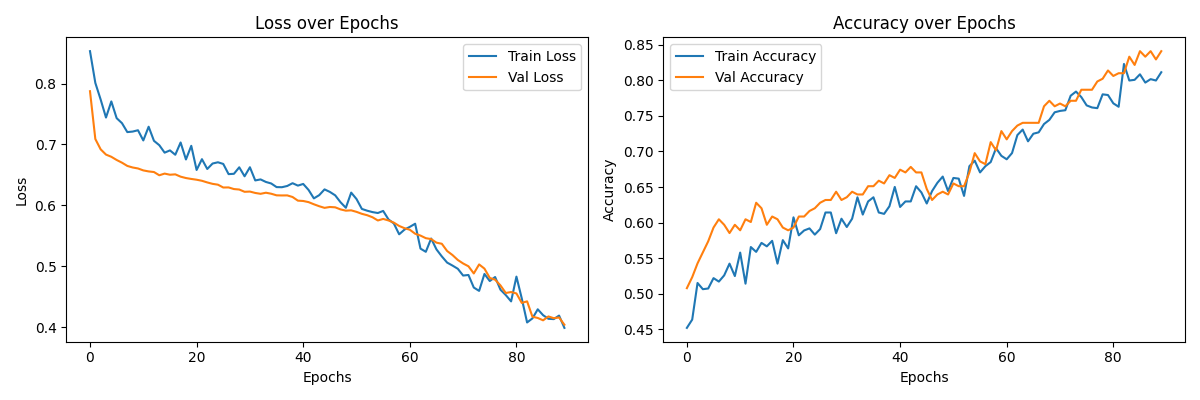 Loss over Epochs
Train Loss
Val Loss
Loss
0.8
0.7
0.6
0.5
0.4
0 20 40 60 80
Epochs
Accuracy over Epochs
Train Accuracy
Val Accuracy
Accuracy
0.85
0.80
0.75
0.70
0.65
0.60
0.55
0.50
0.45
0 20 40 60 80
Epochs